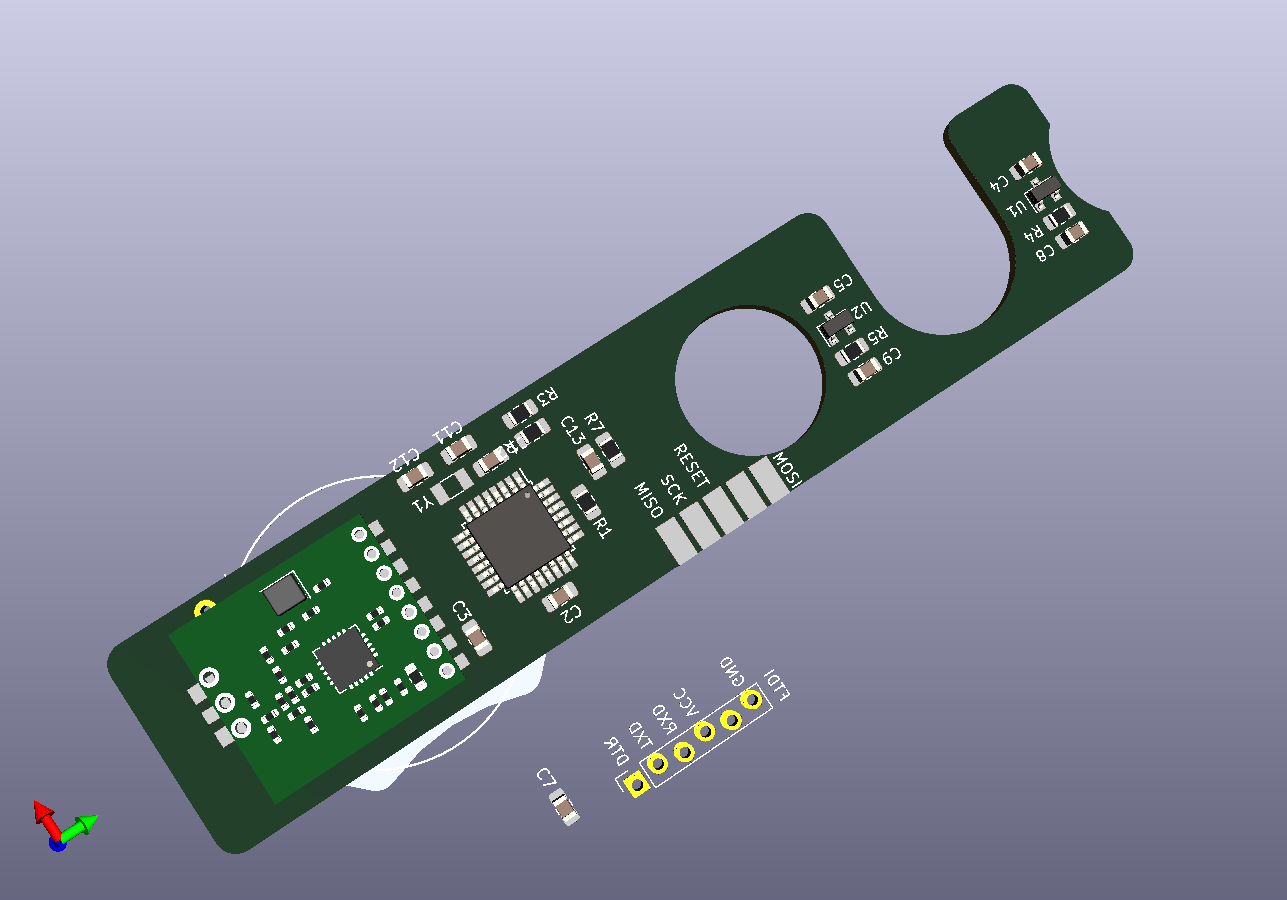 C4
U1
R4
C8
C5
U2
R5
C9
R3
C11
C12
R7
C13
Y1
R1
C2
C3
RESET
SCK
MISO
MOSI
FTDI
GND
VCC
RXD
TXD
DTR
C7